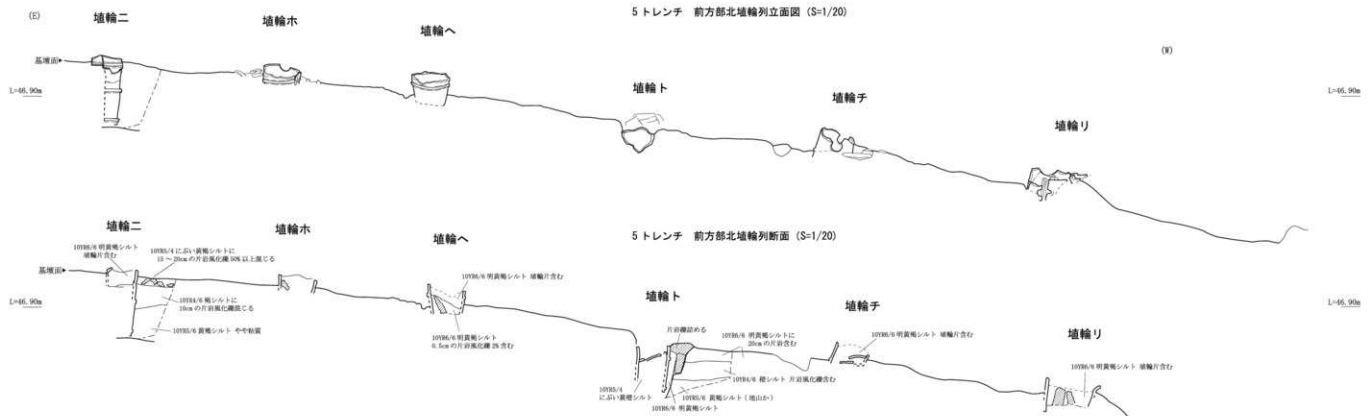 5トレンチ 前方部北埴輪列立面図 (S=1/20)
(E)
埴輪ニ
埴輪ホ
埴輪ヘ
(W)
基壇面
L=46.90m
L=46.90m
埴輪ト
埴輪チ
埴輪リ
5トレンチ 前方部北埴輪列断面 (S=1/20)
埴輪ニ
埴輪ホ
埴輪ヘ
10YR6/6 明黄褐シルト
埴輪片含む
10YR5/4 にぶい黄褐シルトに
15～20cmの片岩風化礫50%以上混じる
基壇面
L=46.90m
10YR4/6 褐シルトに
10cmの片岩風化礫混じる
10YR5/6 黄褐シルト やや粘質
10YR6/6 明黄褐シルト 埴輪片含む
10YR6/6 明黄褐シルト
0.5cmの片岩風化礫2%含む
埴輪ト
片岩礫詰める
10YR6/6 明黄褐シルトに
20cmの片岩含む
10YR4/6 橙シルト 片岩風化礫含む
10YR5/6 黄褐シルト(地山か)
10YR6/6 明黄褐シルト
10YR5/4
にぶい黄橙シルト
埴輪チ
10YR6/6 明黄褐シルト 埴輪片含む
L=46.90m
埴輪リ
10YR6/6 明黄褐シルト 埴輪片含む